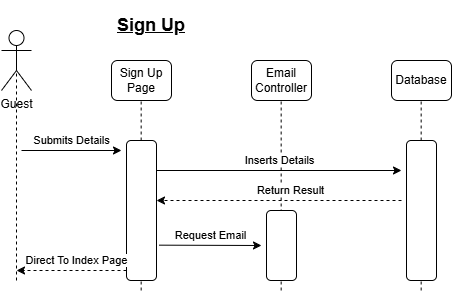 Sign Up
Sign Up
Page
Email
Controller
Database
Guest
Submits Details
Inserts Details
Return Result
Request Email
Direct To Index Page